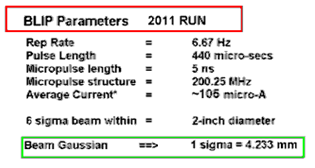 BLIP Parameters 2011 RUN
Rep Rate = 6.67 Hz
Pulse Length = 440 micro-secs
Micropulse length = 5 ns
Micropulse structure = 200.25 MHz
Average Current* = ~105 micro-A
6 sigma beam within = 2-inch diameter
Beam Gaussian ==> 1 sigma = 4.233 mm